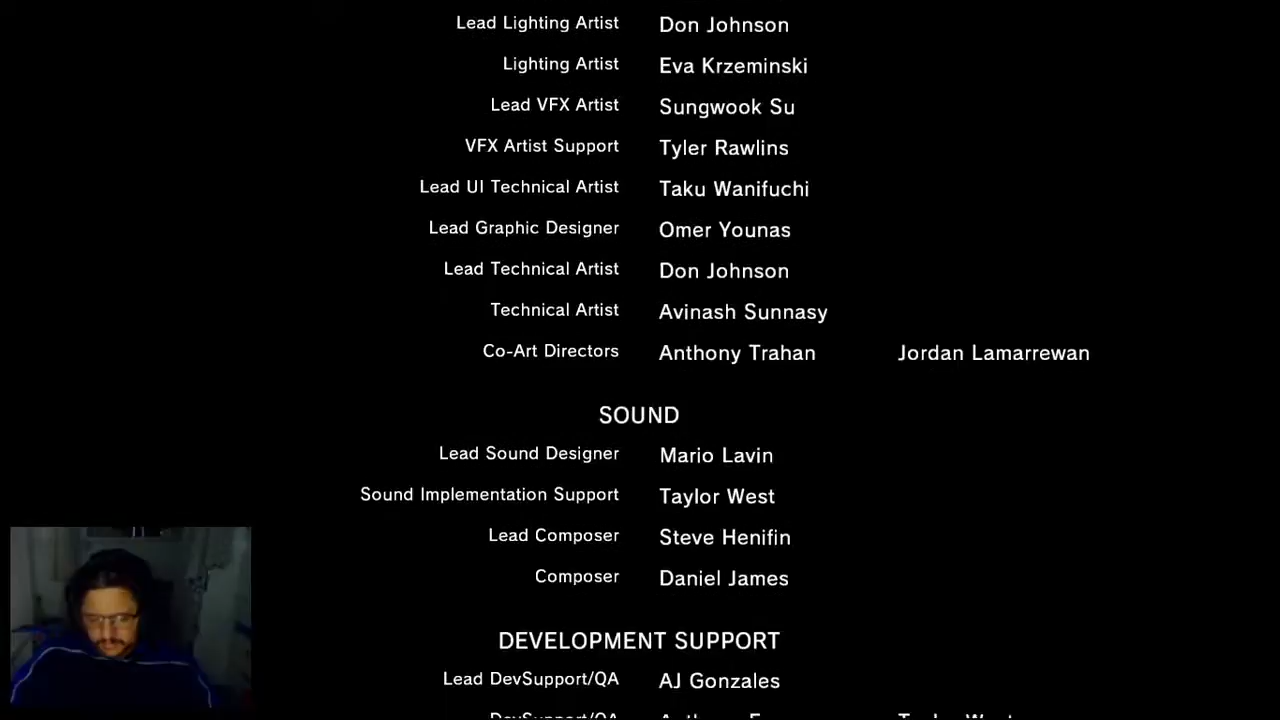 Lead Lighting Artist Don Johnson
Lighting Artist Eva Krzeminski
Lead VFX Artist Sungwook Su
VFX Artist Support Tyler Rawlins
Lead UI Technical Artist Taku Wanifuchi
Lead Graphic Designer Omer Younas
Lead Technical Artist Don Johnson
Technical Artist Avinash Sunnasy
Co-Art Directors Anthony Trahan Jordan Lamarrewan
SOUND
Lead Sound Designer Mario Lavin
Sound Implementation Support Taylor West
Lead Composer Steve Henifin
Composer Daniel James
DEVELOPMENT SUPPORT
Lead DevSupport/QA AJ Gonzales
DevSupport/QA